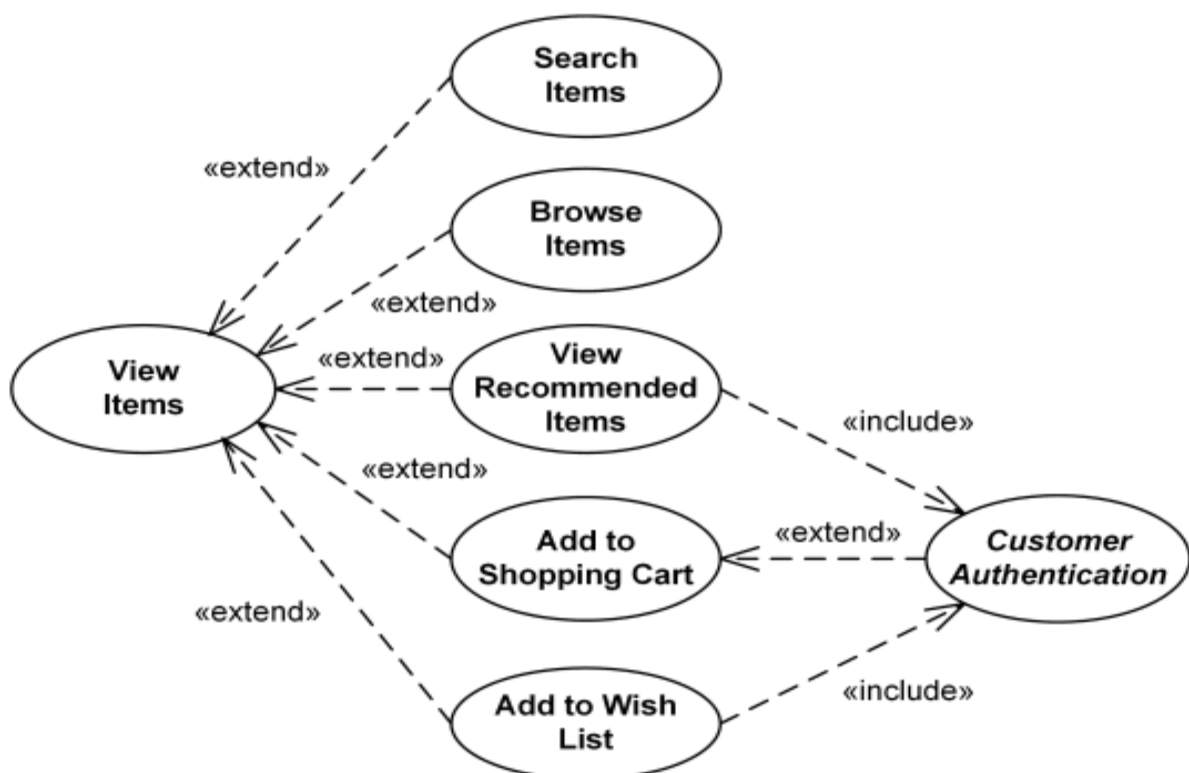 Search
Items
«extend»
Browse
Items
«extend»
View
Items
«extend»
View
Recommended
Items
«include»
«extend»
Add to
Shopping Cart
«extend»
Customer
Authentication
«extend»
Add to Wish
List
«include»